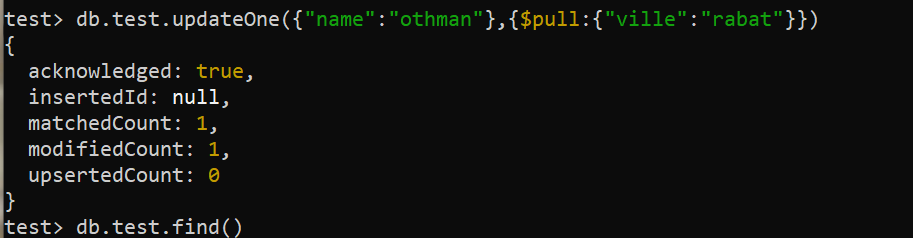 test> db.test.updateOne({"name":"othman"},{$pull:{"ville":"rabat"}})
{
  acknowledged: true,
  insertedId: null,
  matchedCount: 1,
  modifiedCount: 1,
  upsertedCount: 0
}
test> db.test.find()